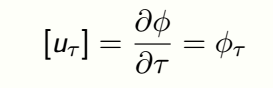 [u_τ] = ∂ϕ/∂τ = ϕ_τ